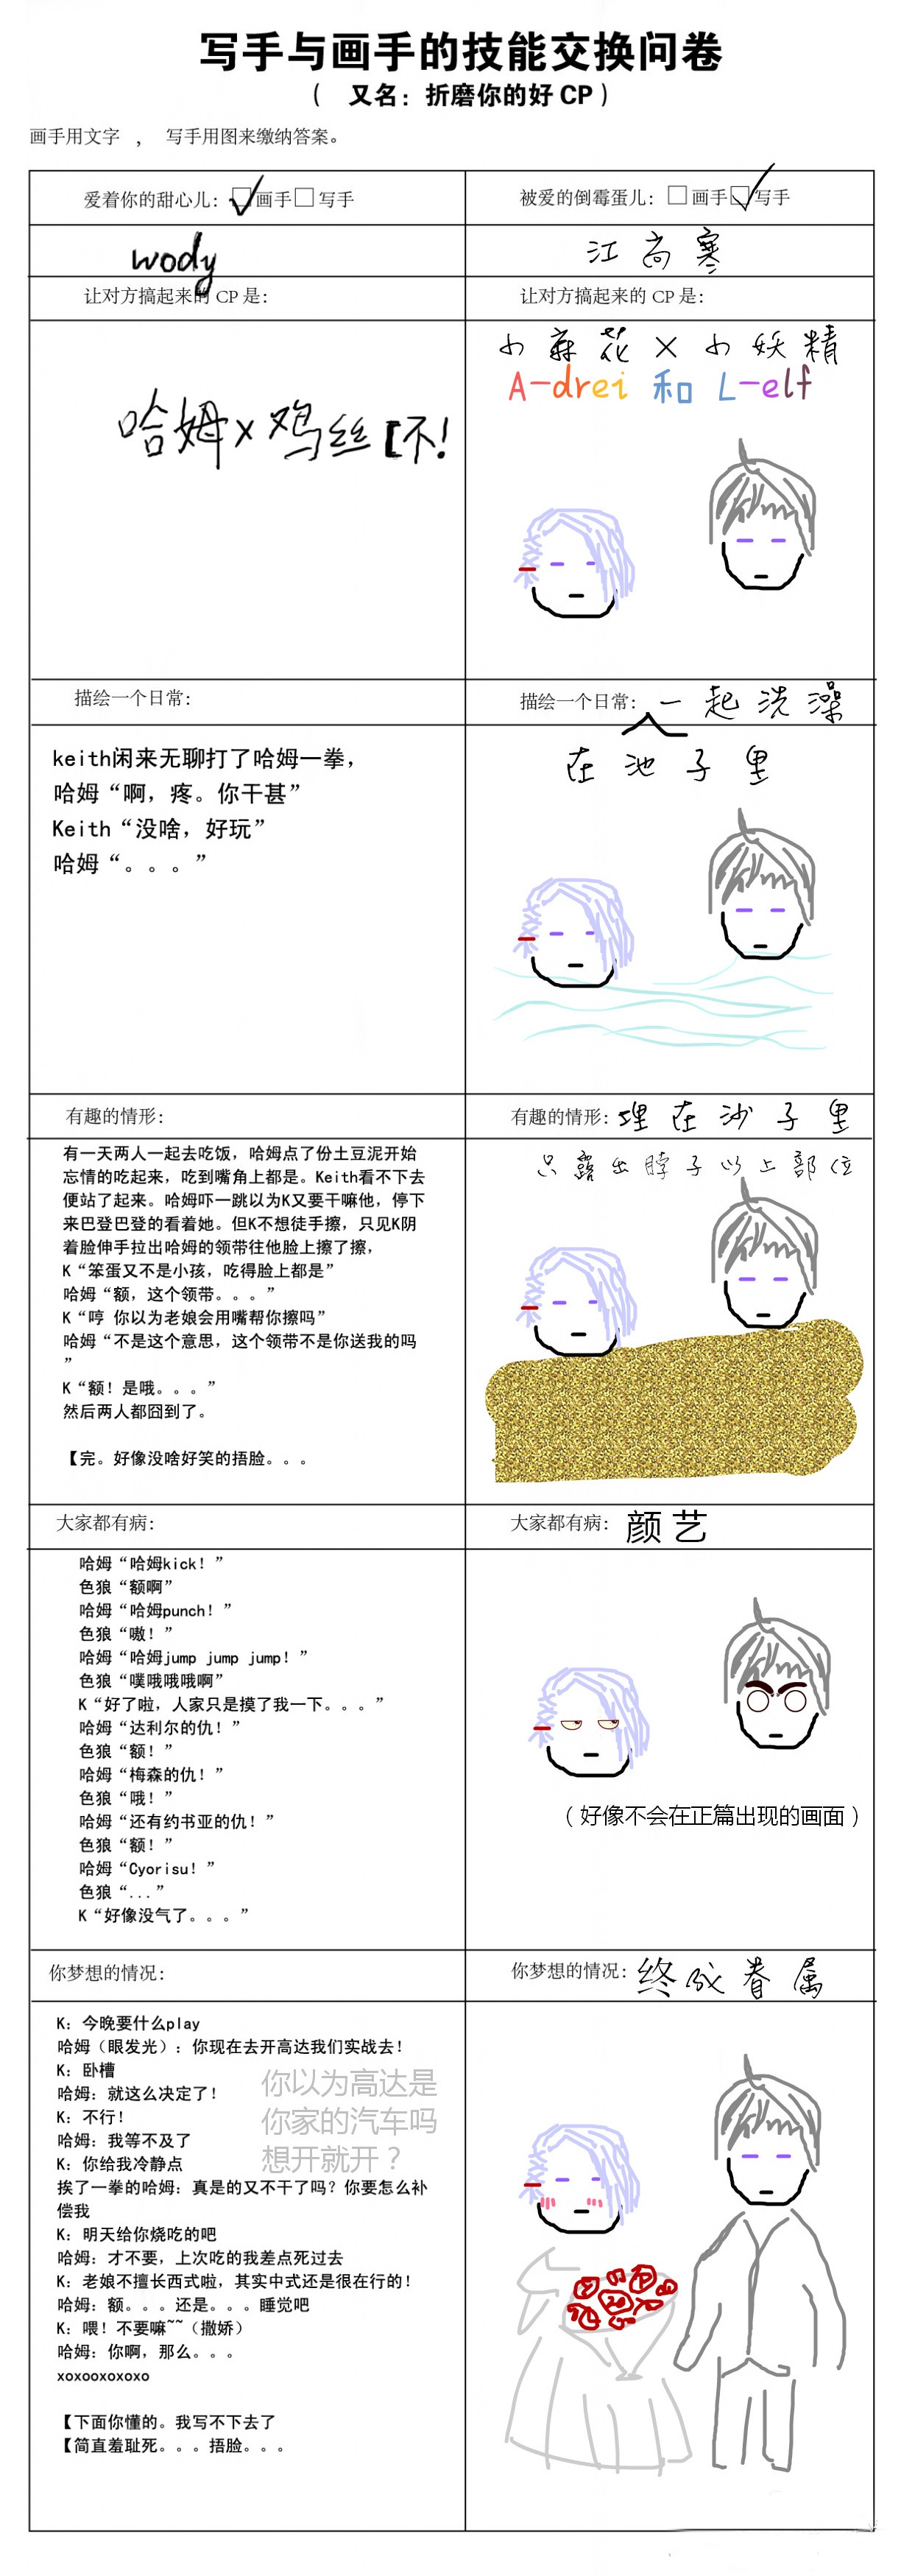 写手与画手的技能交换问卷
（ 又名：折磨你的好 CP ）
画手用文字 ， 写手用图来缴纳答案。
爱着你的甜心儿：☑画手□写手
被爱的倒霉蛋儿：□画手☑写手
wody
江尚寒
让对方搞起来的 CP 是：
让对方搞起来的 CP 是：
哈姆×鸡丝【不！
小麻花×小妖精
A-drei 和 L-elf
描绘一个日常：
描绘一个日常：一起洗澡
在池子里
keith闲来无聊打了哈姆一拳，
哈姆“啊，疼。你干甚”
Keith“没啥，好玩”
哈姆“。。。”
有趣的情形：
有趣的情形：埋在沙子里
只露出脖子以上部位
有一天两人一起去吃饭，哈姆点了份土豆泥开始
忘情的吃起来，吃到嘴角上都是。Keith看不下去
便站了起来。哈姆吓一跳以为K又要干嘛他，停下
来巴登巴登的看着她。但K不想徒手擦，只见K阴
着脸伸手拉出哈姆的领带往他脸上擦了擦，
K“笨蛋又不是小孩，吃得脸上都是”
哈姆“额，这个领带。。。”
K“哼 你以为老娘会用嘴帮你擦吗”
哈姆“不是这个意思，这个领带不是你送我的吗
”
K“额！是哦。。。”
然后两人都囧到了。
【完。好像没啥好笑的捂脸。。。
大家都有病：
大家都有病：颜艺
哈姆“哈姆kick！”
色狼“额啊”
哈姆“哈姆punch！”
色狼“嗷！”
哈姆“哈姆jump jump jump！”
色狼“噗哦哦哦啊”
K“好了啦，人家只是摸了我一下。。。”
哈姆“达利尔的仇！”
色狼“额！”
哈姆“梅森的仇！”
色狼“哦！”
哈姆“还有约书亚的仇！”
色狼“额！”
哈姆“Cyorisu！”
色狼“...”
K“好像没气了。。。”
（好像不会在正篇出现的画面）
你梦想的情况：
你梦想的情况：终成眷属
K：今晚要什么play
哈姆（眼发光）：你现在去开高达我们实战去！
K：卧槽
哈姆：就这么决定了！
K：不行！
哈姆：我等不及了
K：你给我冷静点
挨了一拳的哈姆：真是的又不干了吗？你要怎么补
偿我
K：明天给你烧吃的吧
哈姆：才不要，上次吃的我差点死过去
K：老娘不擅长西式啦，其实中式还是很在行的！
哈姆：额。。。还是。。。睡觉吧
K：喂！不要嘛~~（撒娇）
哈姆：你啊，那么。。。
xoxooxoxoxo
【下面你懂的。我写不下去了
【简直羞耻死。。。捂脸。。。
你以为高达是
你家的汽车吗
想开就开？